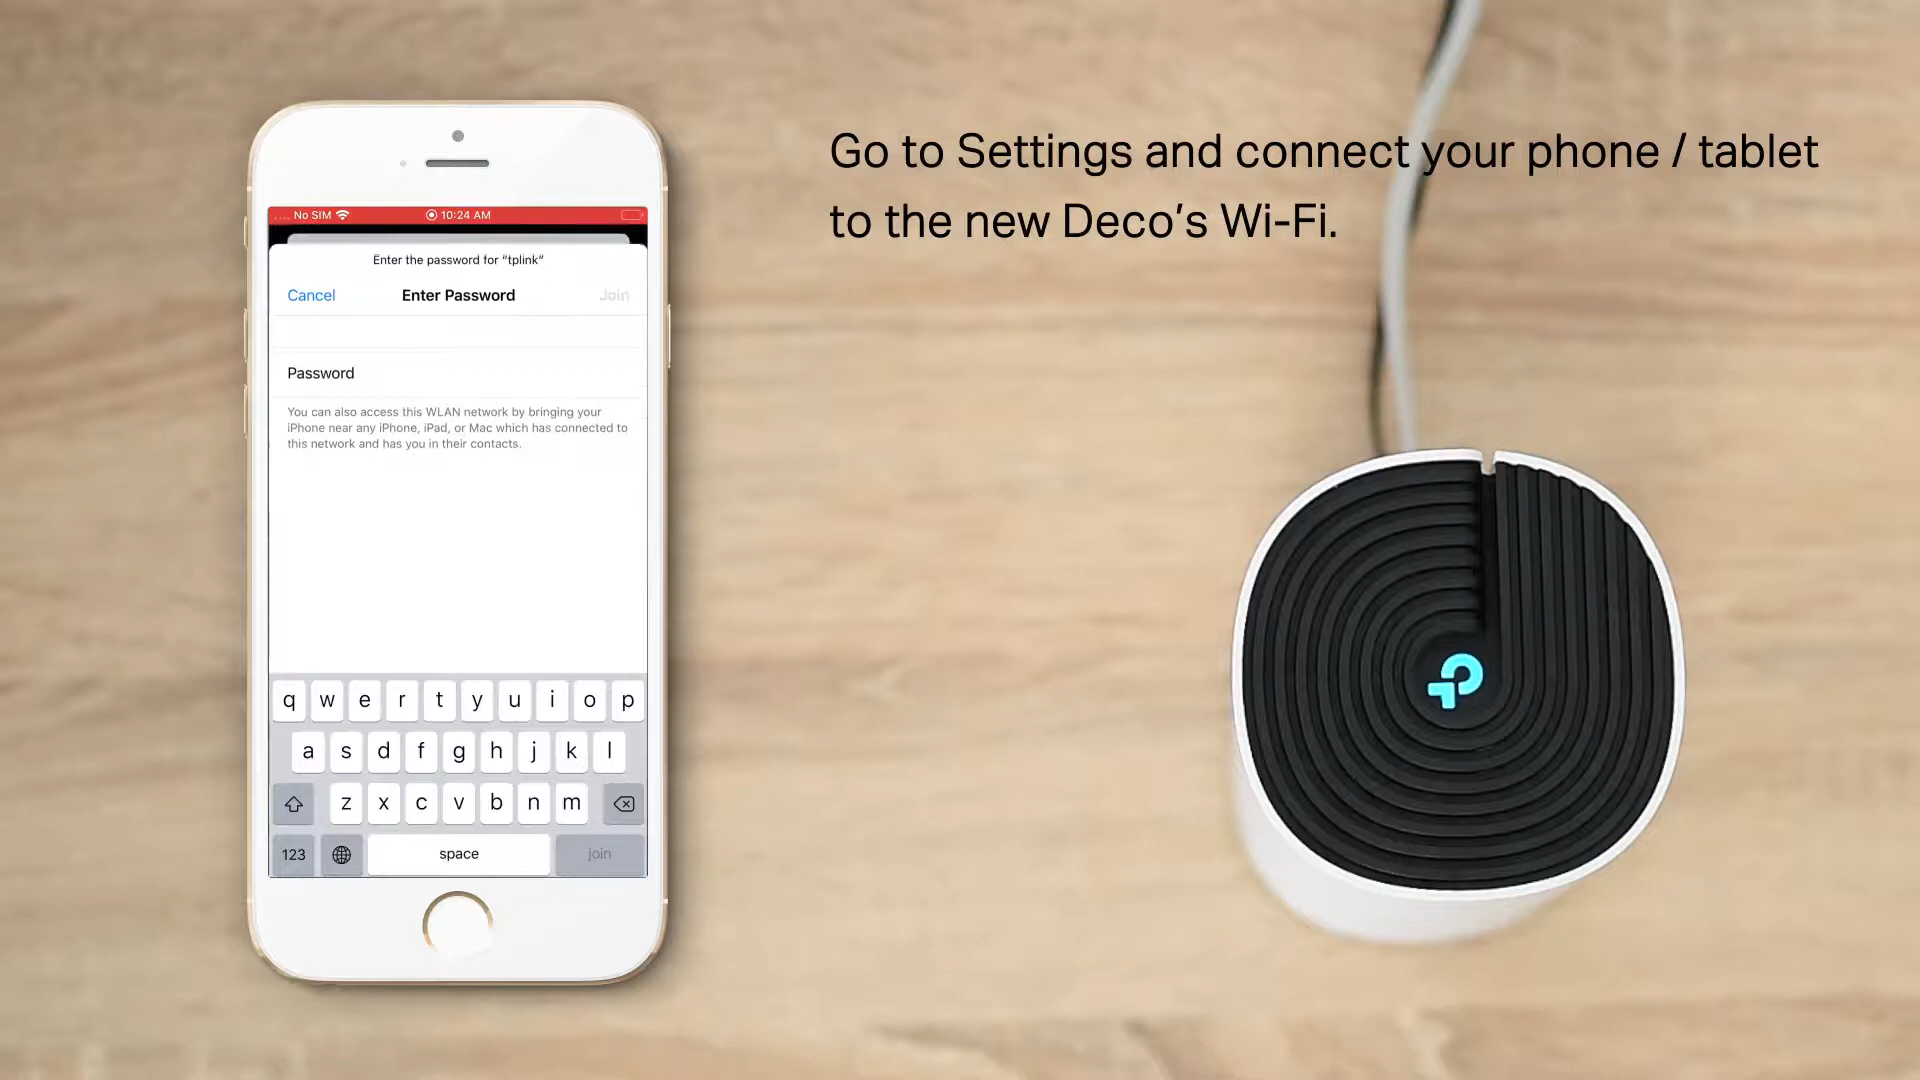 Go to Settings and connect your phone / tablet
to the new Deco’s Wi-Fi.
No SIM 10:24 AM
Enter the password for “tplink”
Cancel Enter Password Join
Password
You can also access this WLAN network by bringing your
iPhone near any iPhone, iPad, or Mac which has connected to
this network and has you in their contacts.
q w e r t y u i o p
a s d f g h j k l
z x c v b n m
123 space join